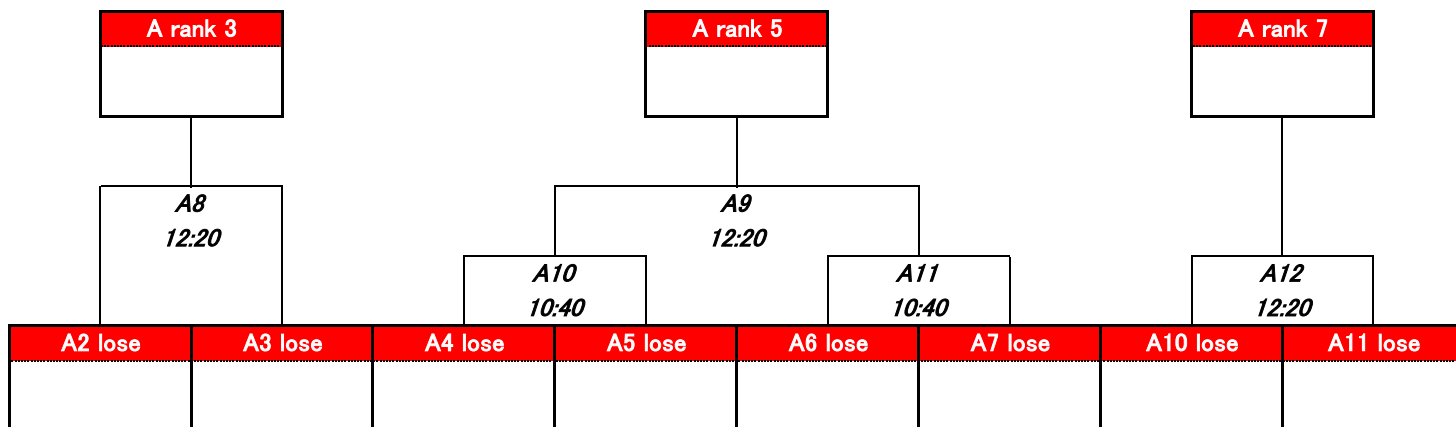 A rank 3
A rank 5
A rank 7
A8
12:20
A9
12:20
A10
10:40
A11
10:40
A12
12:20
A2 lose
A3 lose
A4 lose
A5 lose
A6 lose
A7 lose
A10 lose
A11 lose